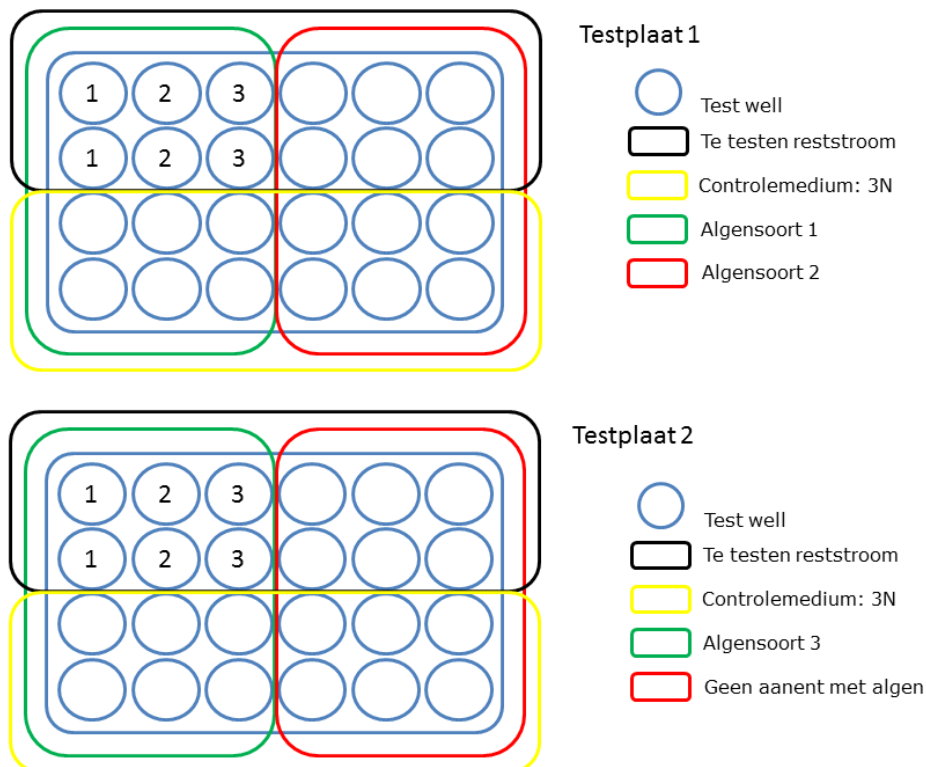 Testplaat 1
1 2 3
1 2 3
Test well
Te testen reststroom
Controlemedium: 3N
Algensoort 1
Algensoort 2
Testplaat 2
1 2 3
1 2 3
Test well
Te testen reststroom
Controlemedium: 3N
Algensoort 3
Geen aanent met algen